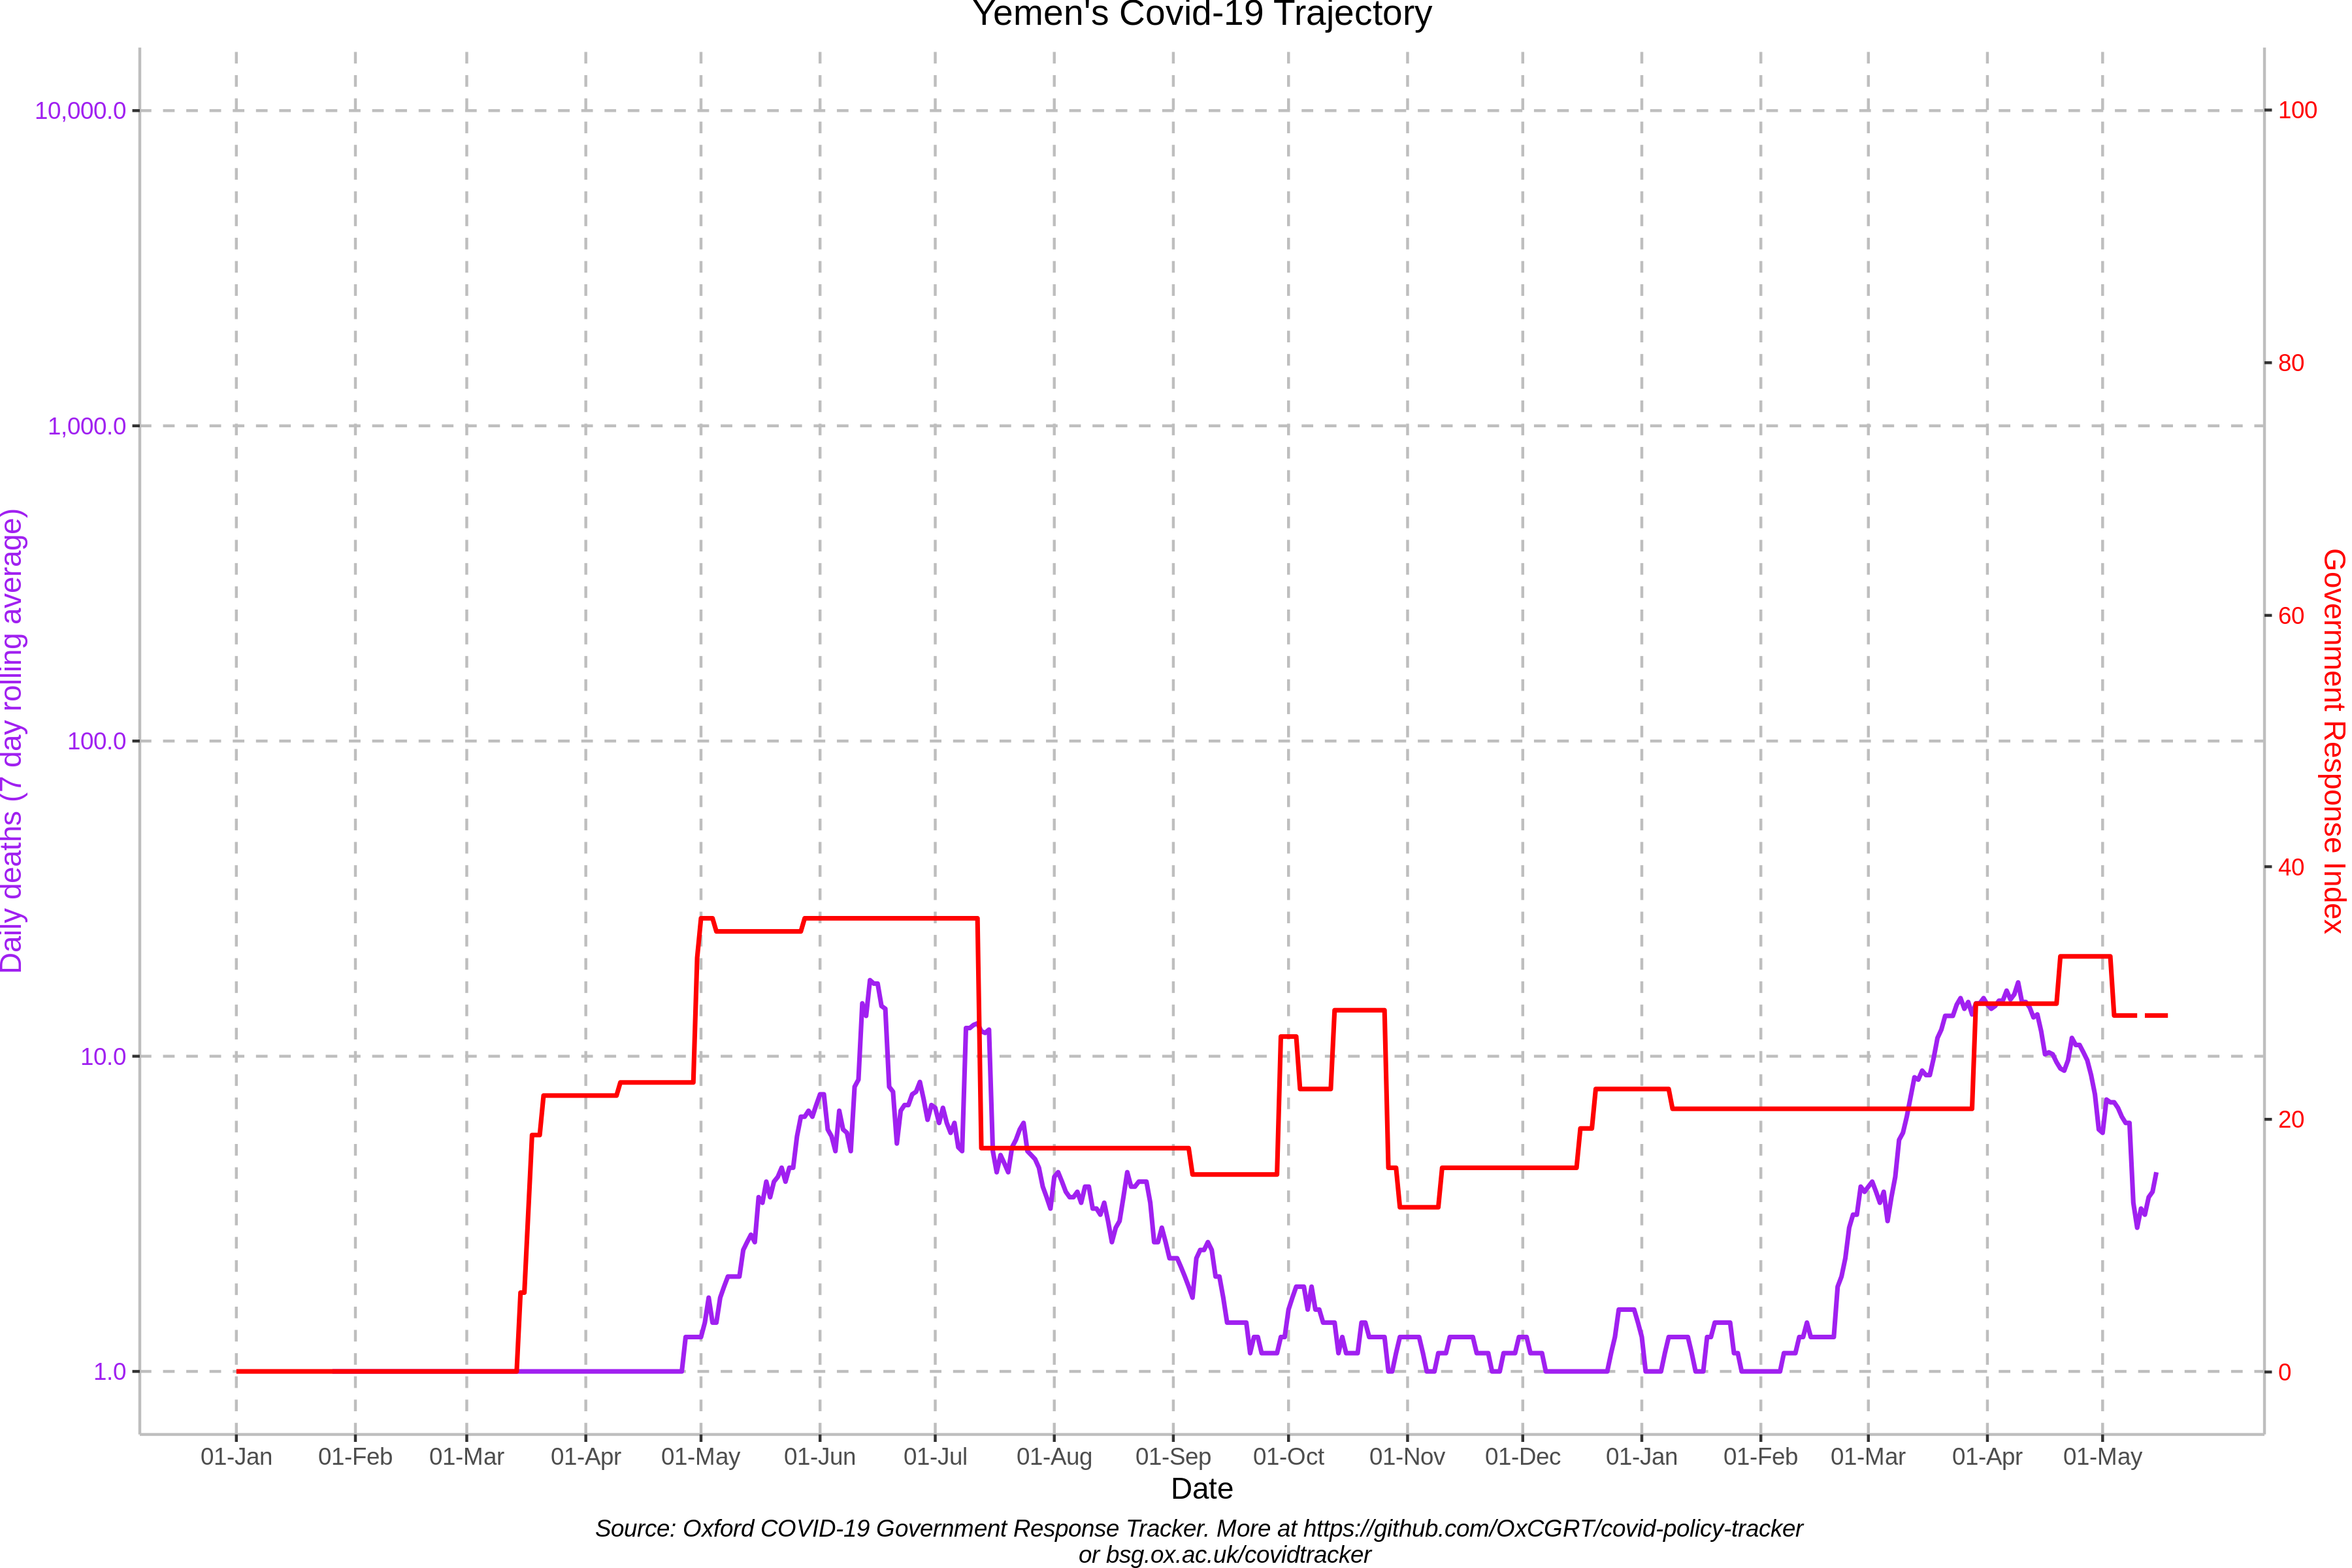 Yemen's Covid-19 Trajectory
10,000.0
1,000.0
100.0
10.0
1.0
Daily deaths (7 day rolling average)
100
80
60
40
20
0
Government Response Index
01-Jan 01-Feb 01-Mar 01-Apr 01-May 01-Jun 01-Jul 01-Aug 01-Sep 01-Oct 01-Nov 01-Dec 01-Jan 01-Feb 01-Mar 01-Apr 01-May
Date
Source: Oxford COVID-19 Government Response Tracker. More at https://github.com/OxCGRT/covid-policy-tracker
or bsg.ox.ac.uk/covidtracker